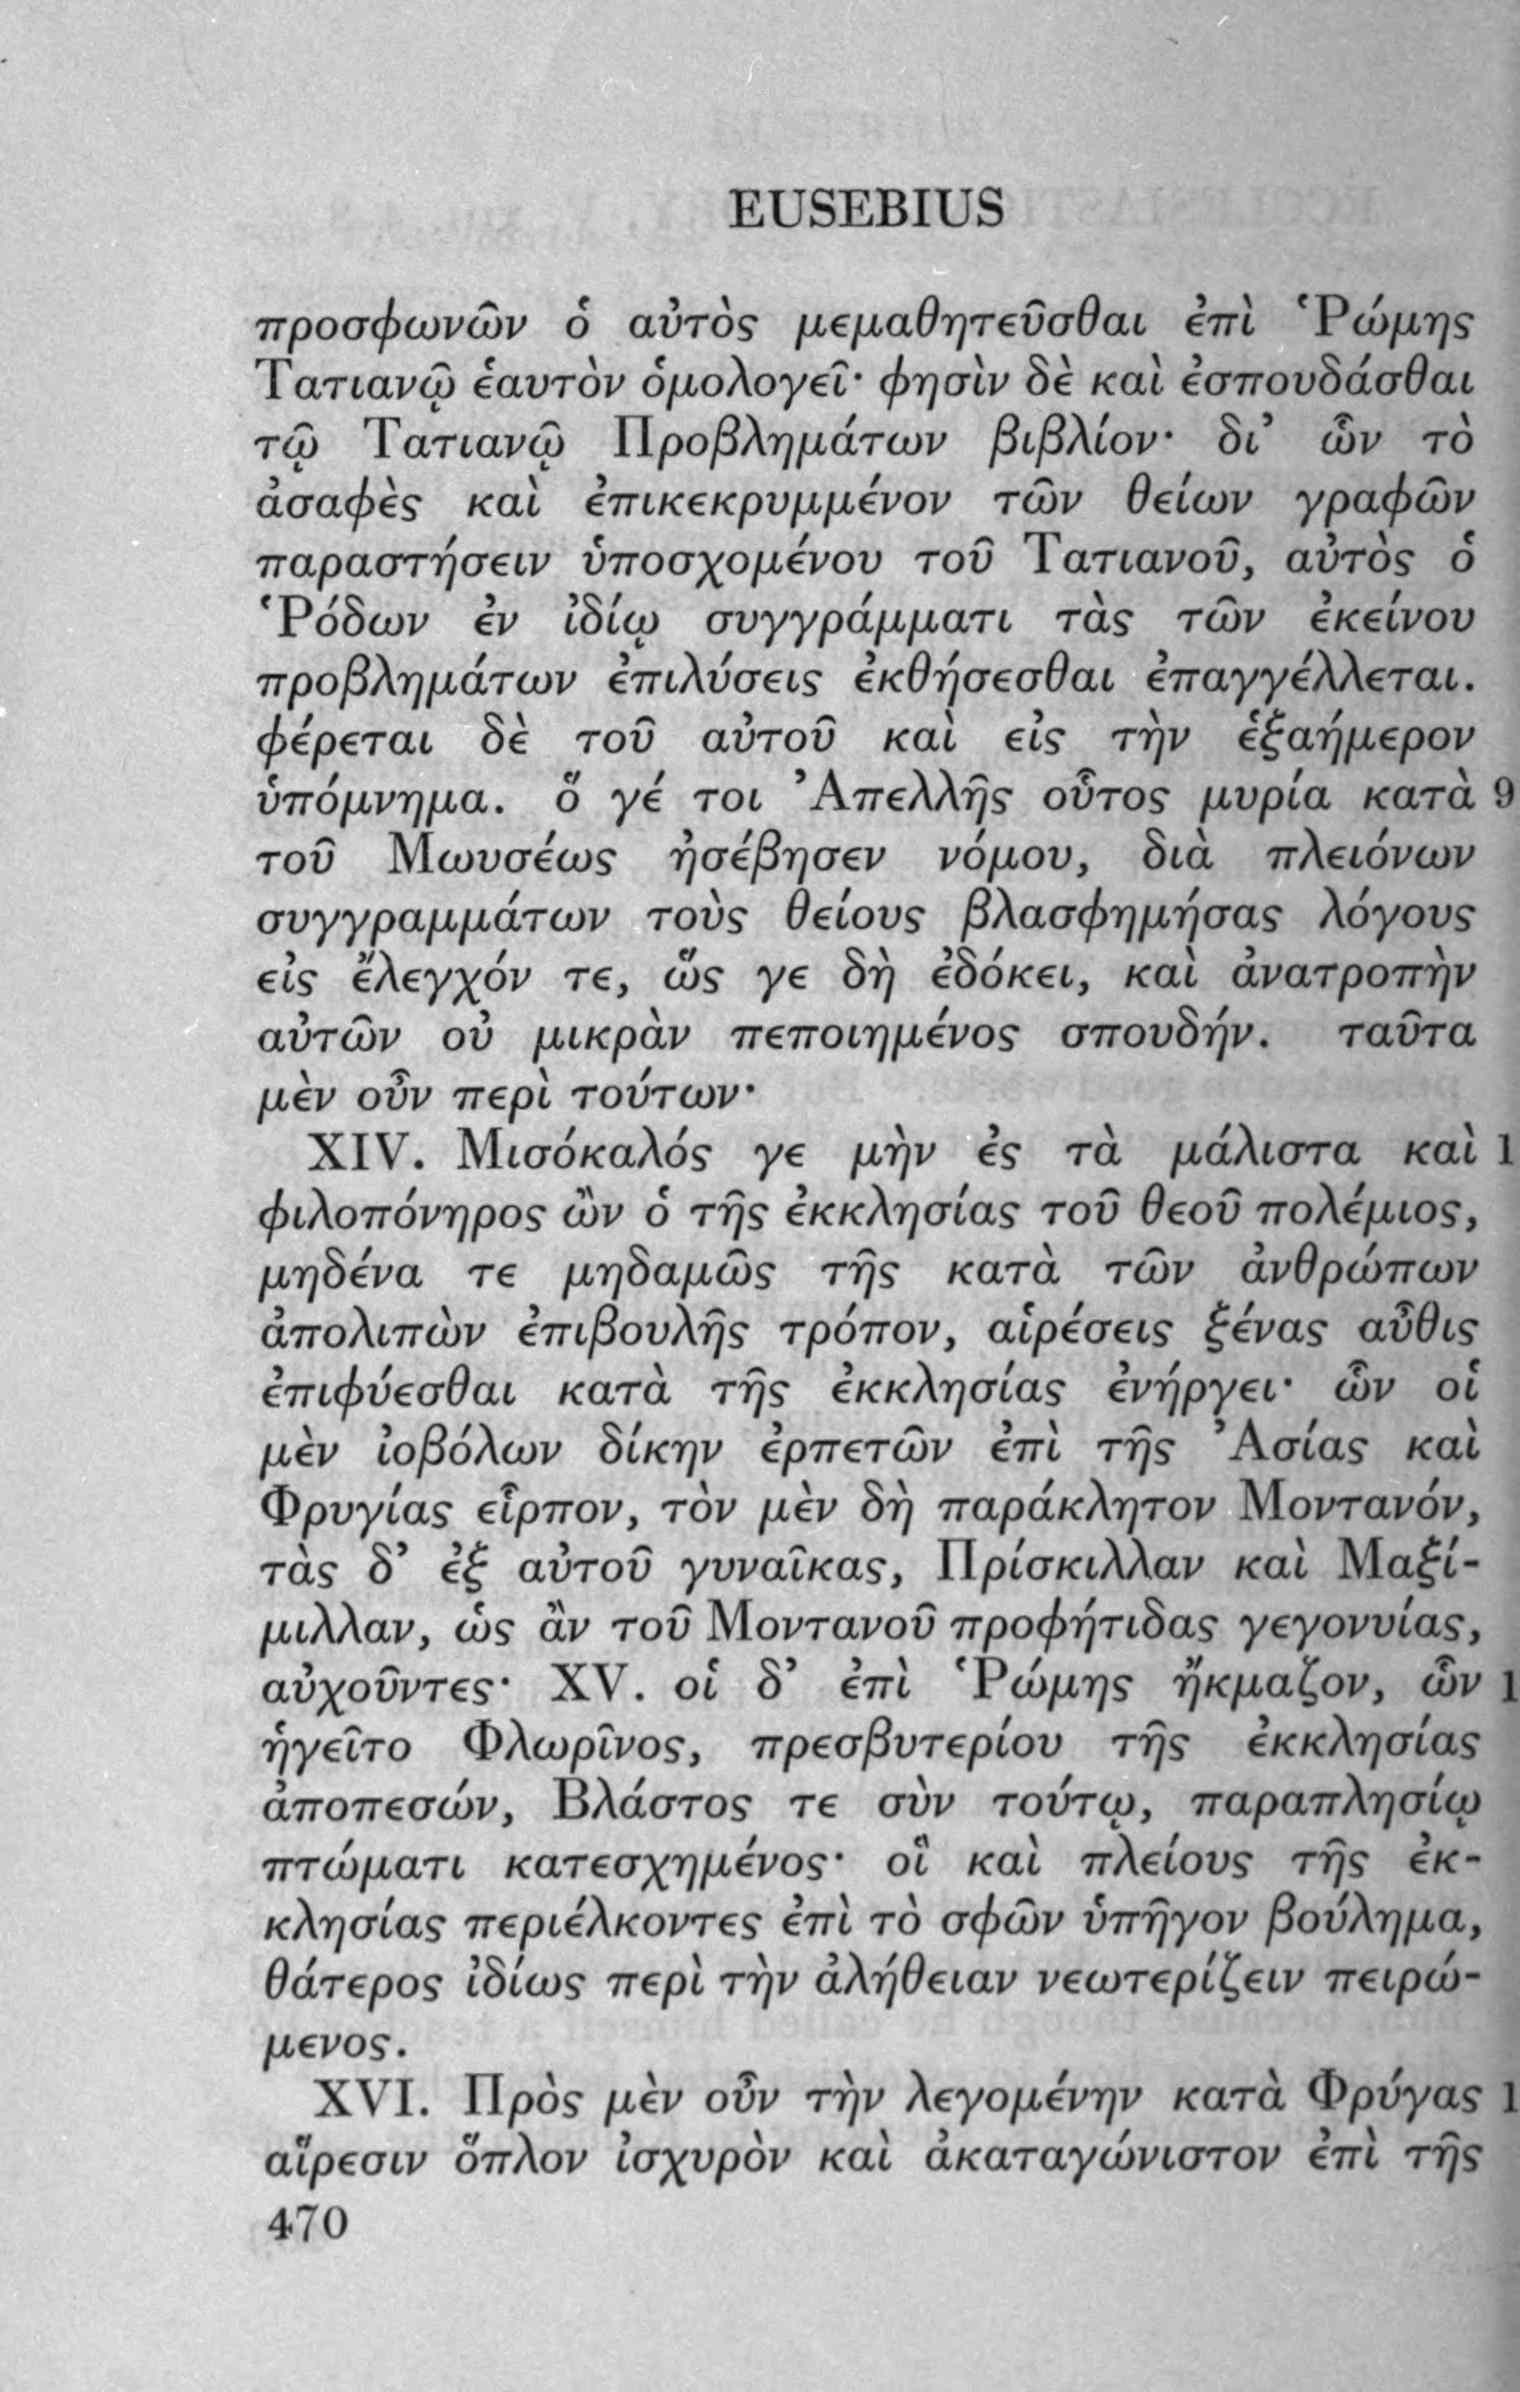 EUSEBIUS
προσφωνῶν ὁ αὐτὸς μεμαθητεῦσθαι ἐπὶ Ῥώμης
Τατιανῷ ἑαυτὸν ὁμολογεῖ· φησὶν δὲ καὶ ἐσπουδάσθαι
τῷ Τατιανῷ Προβλημάτων βιβλίον· δι’ ὧν τὸ
ἀσαφὲς καὶ ἐπικεκρυμμένον τῶν θείων γραφῶν
παραστήσειν ὑποσχομένου τοῦ Τατιανοῦ, αὐτὸς ὁ
Ῥόδων ἐν ἰδίῳ συγγράμματι τὰς τῶν ἐκείνου
προβλημάτων ἐπιλύσεις ἐκθήσεσθαι ἐπαγγέλλεται.
φέρεται δὲ τοῦ αὐτοῦ καὶ εἰς τὴν ἑξαήμερον
ὑπόμνημα. ὅ γέ τοι Ἀπελλῆς οὗτος μυρία κατὰ 9
τοῦ Μωυσέως ἠσέβησεν νόμου, διὰ πλειόνων
συγγραμμάτων τοὺς θείους βλασφημήσας λόγους
εἰς ἔλεγχόν τε, ὥς γε δὴ ἐδόκει, καὶ ἀνατροπὴν
αὐτῶν οὐ μικρὰν πεποιημένος σπουδήν. ταῦτα
μὲν οὖν περὶ τούτων·
XIV. Μισόκαλός γε μὴν ἐς τὰ μάλιστα καὶ 1
φιλοπόνηρος ὢν ὁ τῆς ἐκκλησίας τοῦ θεοῦ πολέμιος,
μηδένα τε μηδαμῶς τῆς κατὰ τῶν ἀνθρώπων
ἀπολιπὼν ἐπιβουλῆς τρόπον, αἱρέσεις ξένας αὖθις
ἐπιφύεσθαι κατὰ τῆς ἐκκλησίας ἐνήργει· ὧν οἱ
μὲν ἰοβόλων δίκην ἑρπετῶν ἐπὶ τῆς Ἀσίας καὶ
Φρυγίας εἷρπον, τὸν μὲν δὴ παράκλητον Μοντανόν,
τὰς δ’ ἐξ αὐτοῦ γυναῖκας, Πρίσκιλλαν καὶ Μαξί-
μιλλαν, ὡς ἂν τοῦ Μοντανοῦ προφήτιδας γεγονυίας,
αὐχοῦντες· XV. οἱ δ’ ἐπὶ Ῥώμης ἤκμαζον, ὧν 1
ἡγεῖτο Φλωρῖνος, πρεσβυτερίου τῆς ἐκκλησίας
ἀποπεσών, Βλάστος τε σὺν τούτῳ, παραπλησίῳ
πτώματι κατεσχημένος· οἳ καὶ πλείους τῆς ἐκ-
κλησίας περιέλκοντες ἐπὶ τὸ σφῶν ὑπῆγον βούλημα,
θάτερος ἰδίως περὶ τὴν ἀλήθειαν νεωτερίζειν πειρώ-
μενος.
XVI. Πρὸς μὲν οὖν τὴν λεγομένην κατὰ Φρύγας 1
αἵρεσιν ὅπλον ἰσχυρὸν καὶ ἀκαταγώνιστον ἐπὶ τῆς
470